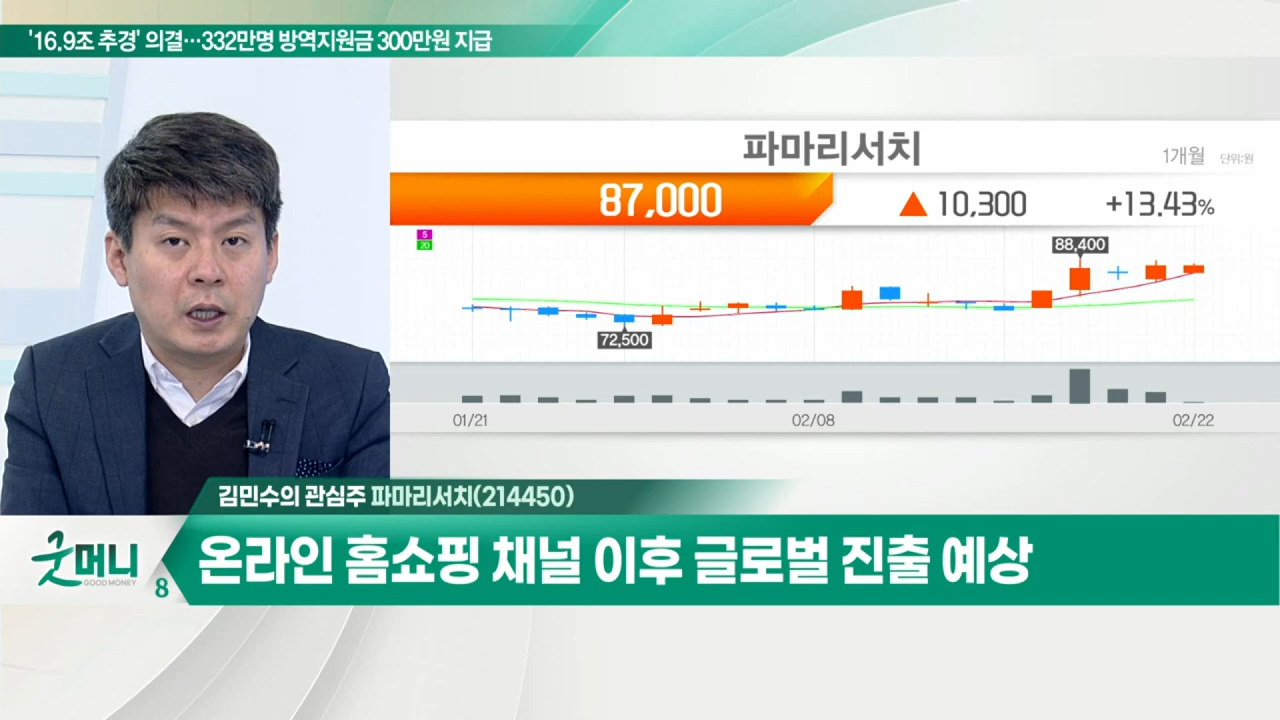 '16.9조 추경' 의결…332만명 방역지원금 300만원 지급
파마리서치
1개월 단위:원
87,000 ▲ 10,300 +13.43%
5
20
88,400
72,500
01/21 02/08 02/22
김민수의 관심주 파마리서치(214450)
굿머니
GOOD MONEY
8
온라인 홈쇼핑 채널 이후 글로벌 진출 예상